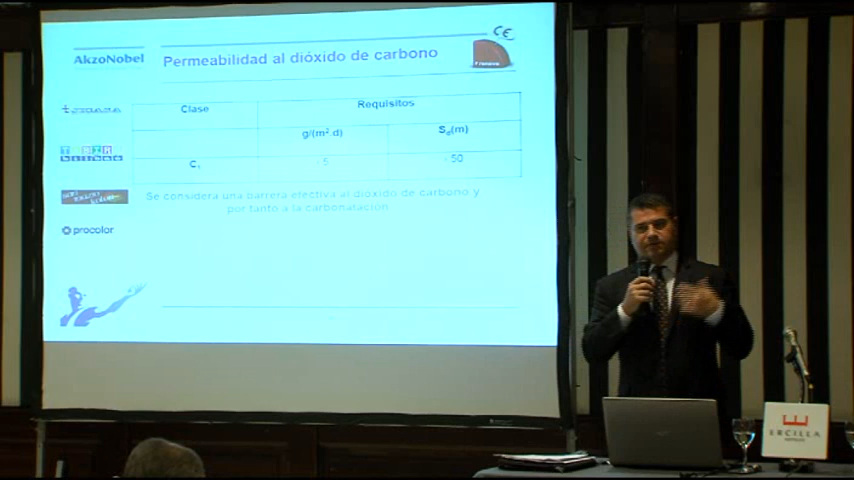 CE
AkzoNobel
Permeabilidad al dióxido de carbono
Clase
Requisitos
g/(m².d)
Sd(m)
C1
5
50
Se considera una barrera efectiva al dióxido de carbono y
por tanto a la carbonatación
procolor
ERCILLA